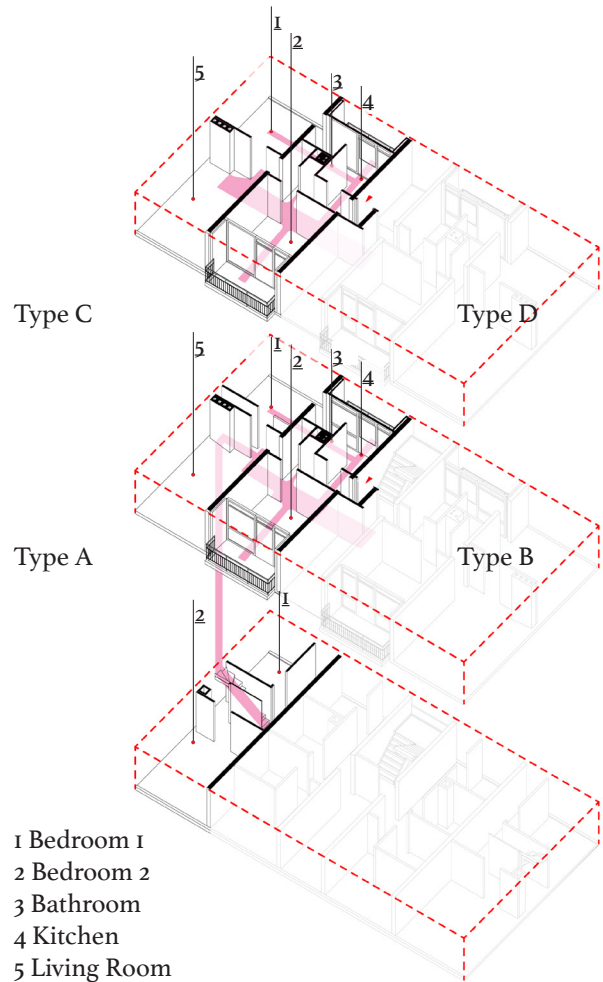 1
2
5
3
4
Type C
Type D
5
1
2
3
4
Type A
Type B
2
1
1 Bedroom 1
2 Bedroom 2
3 Bathroom
4 Kitchen
5 Living Room